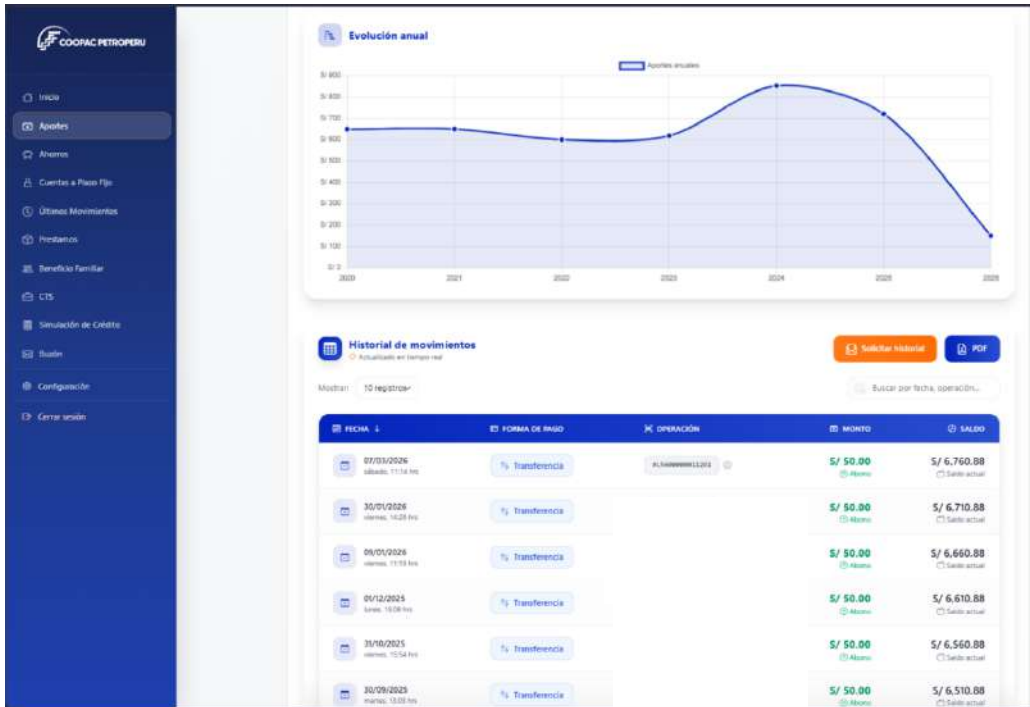 COOPAC PETROPERU
Inicio
Aportes
Ahorros
Cuentas a Plazo Fijo
Últimos Movimientos
Prestamos
Beneficio Familiar
CTS
Simulación de Crédito
Buzón
Configuración
Cerrar sesión
Evolución anual
Aportes anuales
S/ 900
S/ 800
S/ 700
S/ 600
S/ 500
S/ 400
S/ 300
S/ 200
S/ 100
S/ 0
2020 2021 2022 2023 2024 2025 2026
Historial de movimientos
Actualizado en tiempo real
Solicitar historial
PDF
Mostrar: 10 registros
Buscar por fecha, operación...
FECHA ↓ FORMA DE PAGO OPERACIÓN MONTO SALDO
07/03/2026 Transferencia S/ 50.00 S/ 6,760.88
sábado, 11:14 hrs Abono Saldo actual
30/01/2026 Transferencia S/ 50.00 S/ 6,710.88
viernes, 14:28 hrs Abono Saldo actual
09/01/2026 Transferencia S/ 50.00 S/ 6,660.88
viernes, hrs Abono Saldo actual
01/12/2025 Transferencia S/ 50.00 S/ 6,610.88
lunes, hrs Abono Saldo actual
31/10/2025 Transferencia S/ 50.00 S/ 6,560.88
viernes, 15:54 hrs Abono Saldo actual
30/09/2025 Transferencia S/ 50.00 S/ 6,510.88
martes, hrs Abono Saldo actual